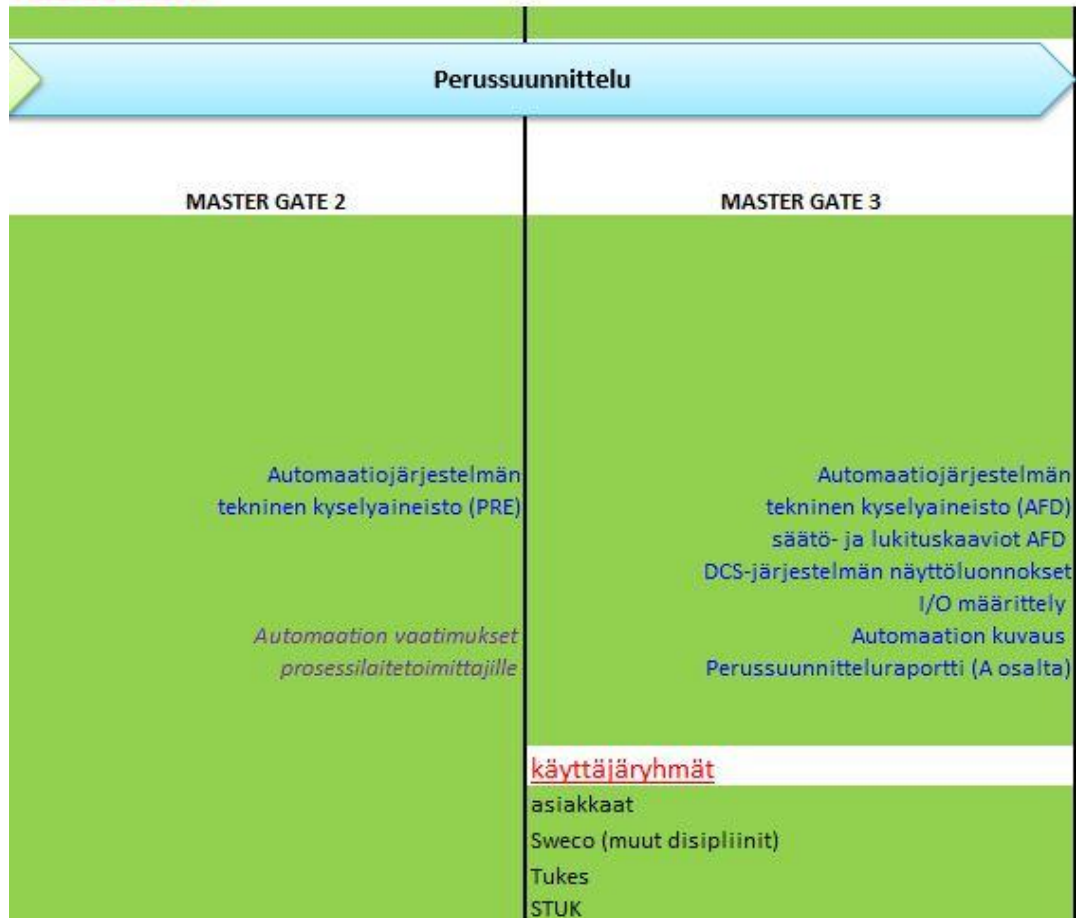 Perussuunnittelu
MASTER GATE 2
MASTER GATE 3
Automaatiojärjestelmän
tekninen kyselyaineisto (PRE)
Automaation vaatimukset
prosessilaitetoimittajille
Automaatiojärjestelmän
tekninen kyselyaineisto (AFD)
säätö- ja lukituskaaviot AFD
DCS-järjestelmän näyttöluonnokset
I/O määrittely
Automaation kuvaus
Perussuunnitteluraportti (A osalta)
käyttäjäryhmät
asiakkaat
Sweco (muut disipliinit)
Tukes
STUK